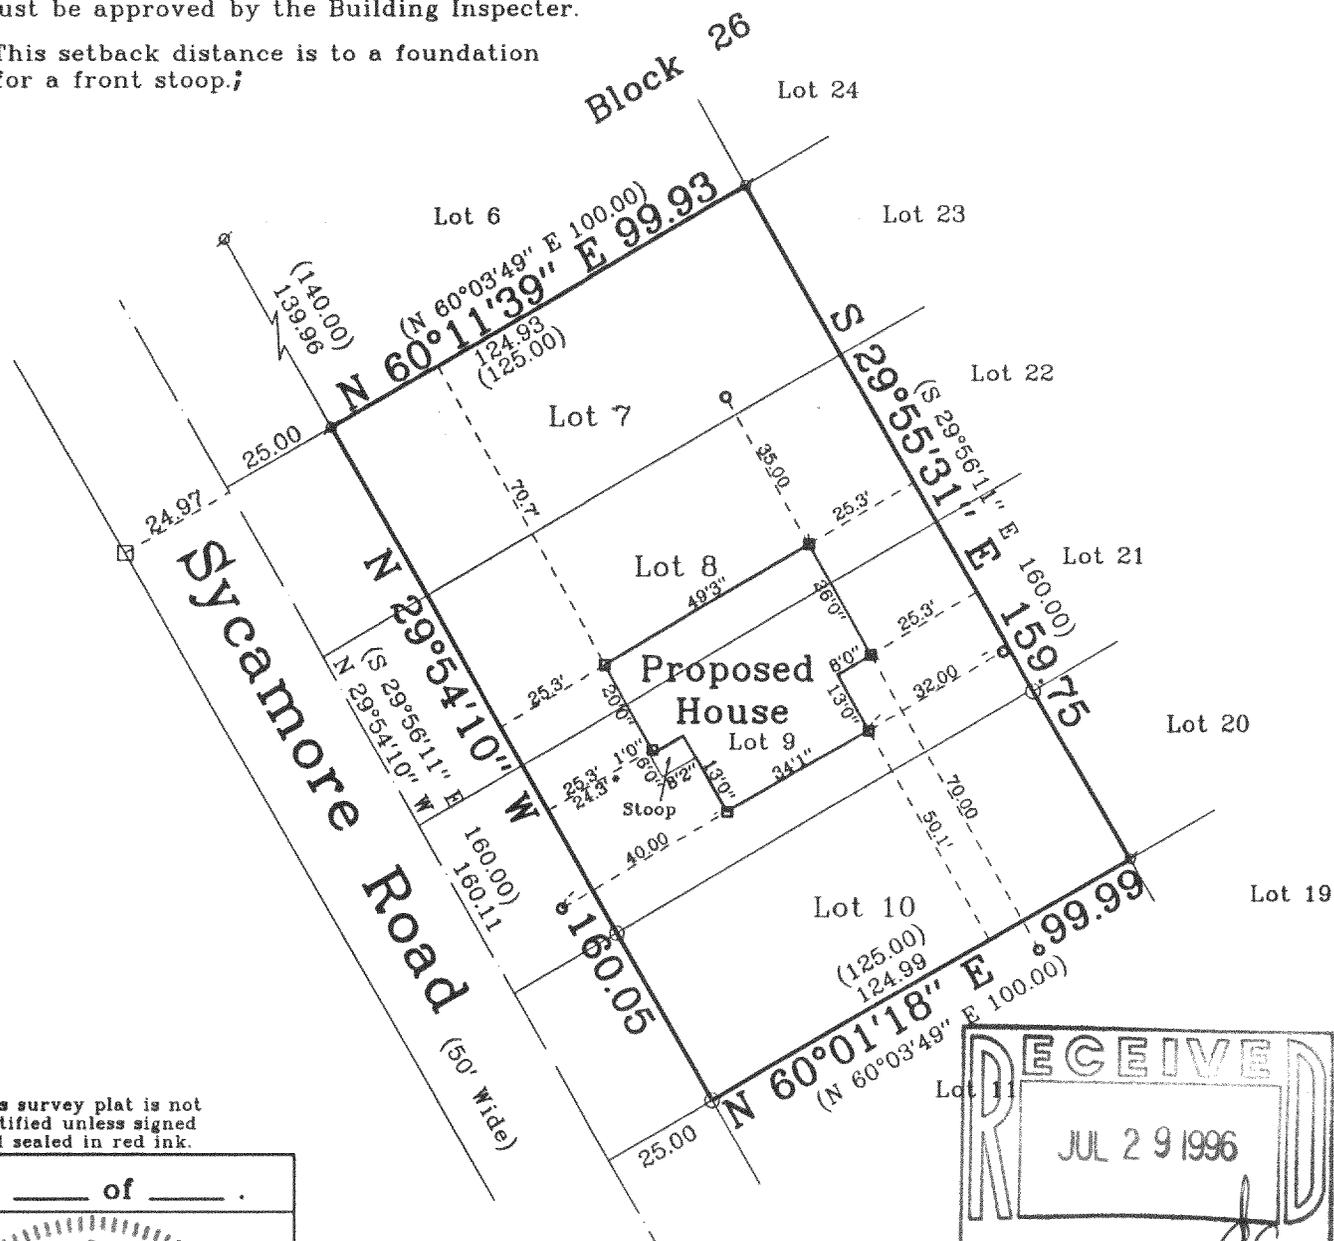 ust be approved by the Building Inspecter.
This setback distance is to a foundation
for a front stoop.;
Block 26
Lot 24
Lot 6
Lot 23
(N 60°03'49" E 100.00)
N 60°11'39" E 99.93
124.93
(125.00)
(140.00)
139.96
25.00
24.97
Lot 7
Lot 22
S 29°55'31" E 159.75
(S 29°56'11" E 160.00)
70.7'
35.00
25.3'
Lot 8
49'3"
36'0"
Lot 21
25.3'
N 29°54'10" W 160.05
(S 29°56'11" E 160.00)
N 29°54'10" W 160.11
Sycamore Road
(50' Wide)
Proposed
House
25.3'
20'0"
8'0"
13'0"
32.00
Lot 9
Lot 20
1'0"
6'0"
8'2"
13'0"
34'1"
25.3'
24.3'*
Stoop
40.00
70.00
50.1'
Lot 10
Lot 19
(125.00)
124.99
N 60°01'18" E 99.99
(N 60°03'49" E 100.00)
25.00
Lot 11
RECEIVED
JUL 29 1996
s survey plat is not
tified unless signed
sealed in red ink.
____ of ____ .